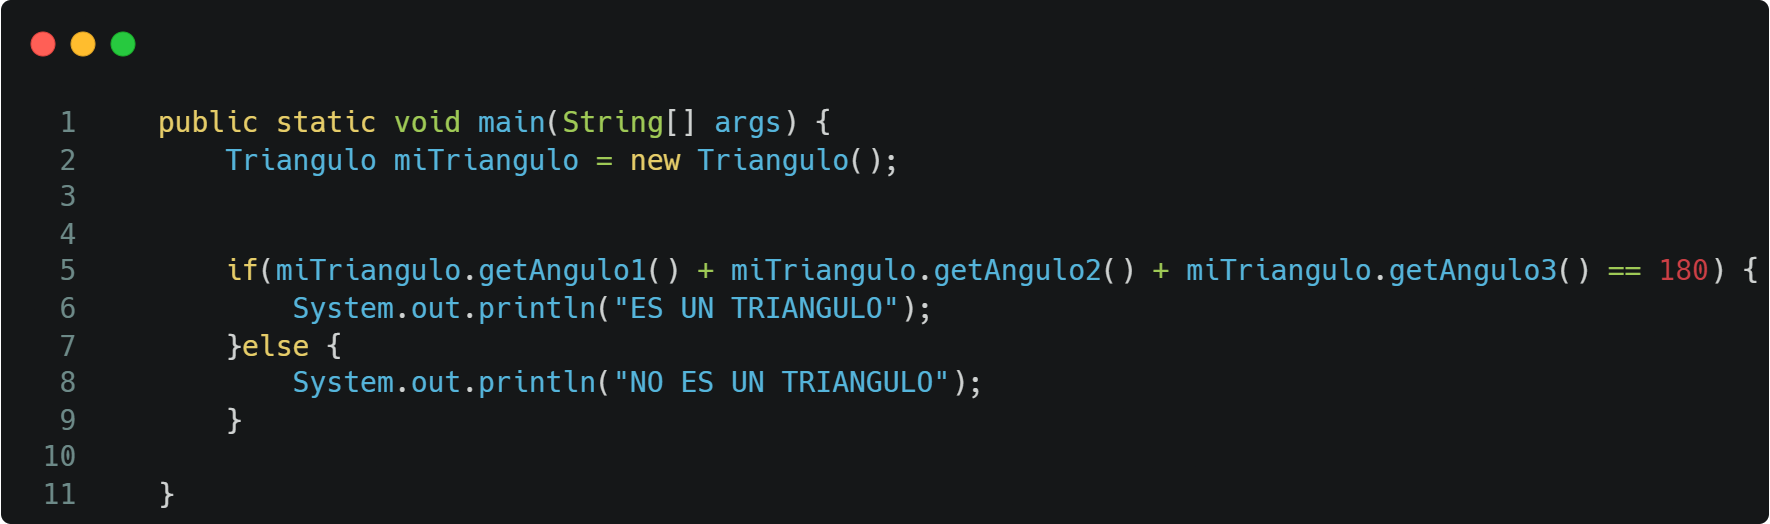 1 public static void main(String[] args) {
2 Triangulo miTriangulo = new Triangulo();
3
4
5 if(miTriangulo.getAngulo1() + miTriangulo.getAngulo2() + miTriangulo.getAngulo3() == 180) {
6 System.out.println("ES UN TRIANGULO");
7 }else {
8 System.out.println("NO ES UN TRIANGULO");
9 }
10
11 }